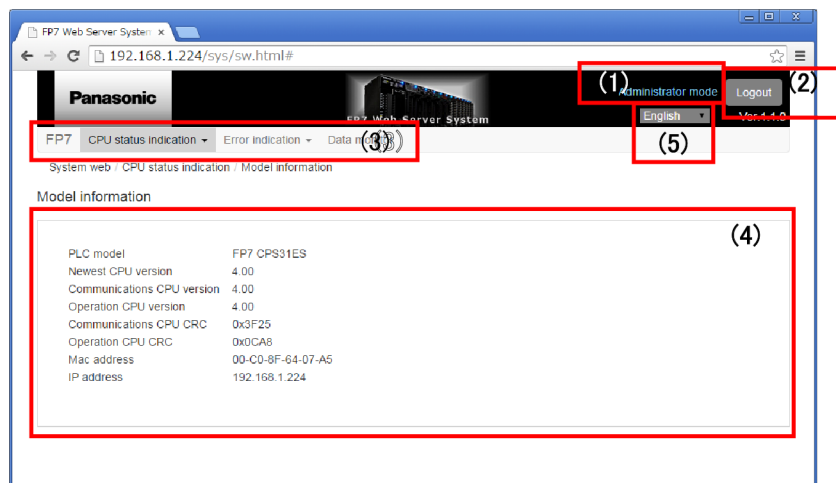 FP7 Web Server System ×
192.168.1.224/sys/sw.html#
Panasonic
FP7 Web Server System
(1)
Administrator mode
Logout
(2)
English
Ver.1.1.0
(5)
FP7 CPU status indication Error indication Data monitor
(3)
System web / CPU status indication / Model information
Model information
(4)
PLC model FP7 CPS31ES
Newest CPU version 4.00
Communications CPU version 4.00
Operation CPU version 4.00
Communications CPU CRC 0x3F25
Operation CPU CRC 0x0CA8
Mac address 00-C0-8F-64-07-A5
IP address 192.168.1.224